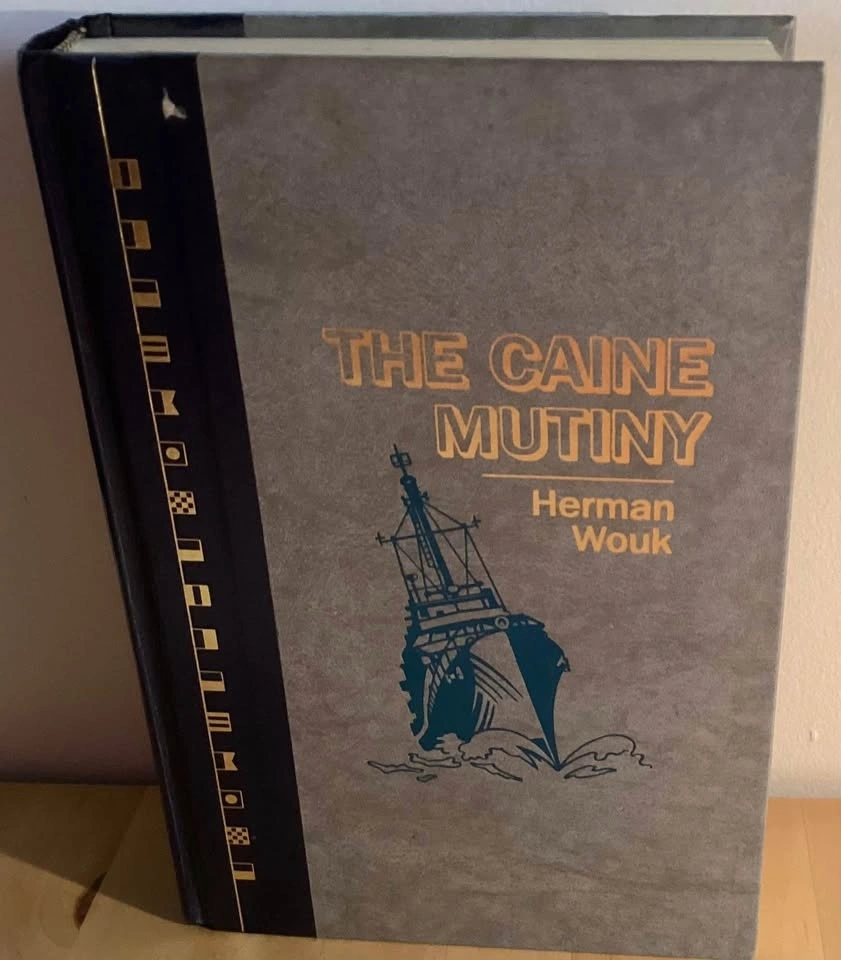 THE CAINE
MUTINY
Herman
Wouk